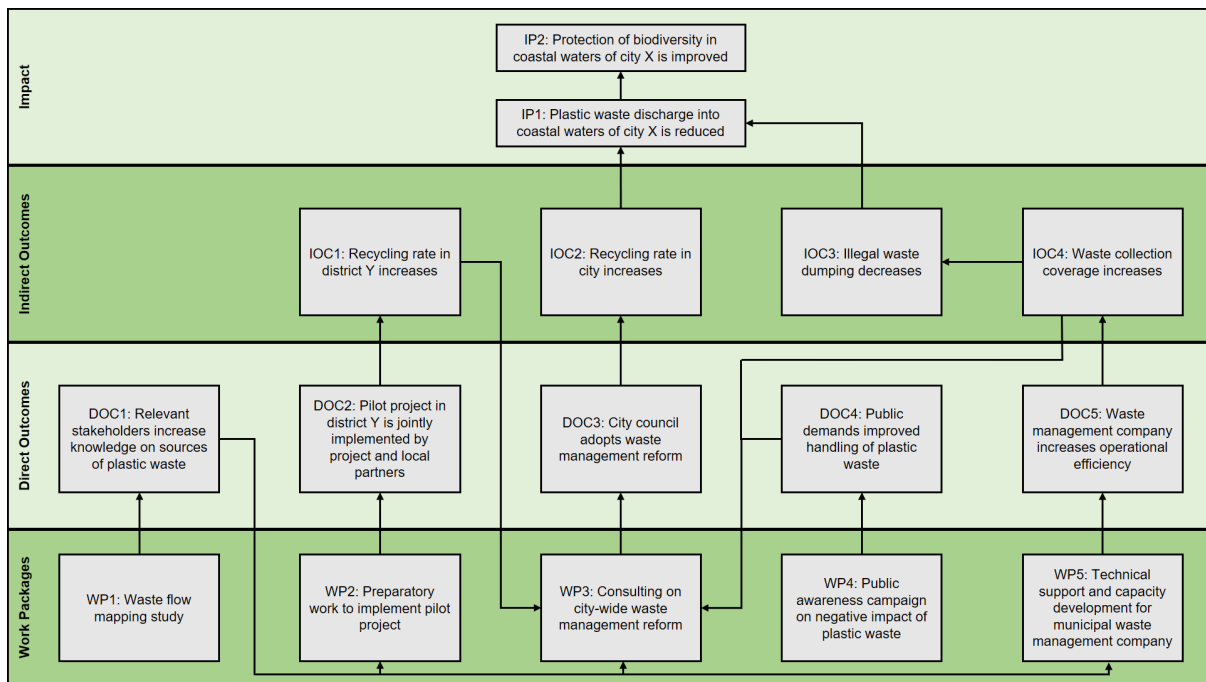 Impact
IP2: Protection of biodiversity in
coastal waters of city X is improved
IP1: Plastic waste discharge into
coastal waters of city X is reduced
Indirect Outcomes
IOC1: Recycling rate in
district Y increases
IOC2: Recycling rate in
city increases
IOC3: Illegal waste
dumping decreases
IOC4: Waste collection
coverage increases
Direct Outcomes
DOC1: Relevant
stakeholders increase
knowledge on sources
of plastic waste
DOC2: Pilot project in
district Y is jointly
implemented by
project and local
partners
DOC3: City council
adopts waste
management reform
DOC4: Public
demands improved
handling of plastic
waste
DOC5: Waste
management company
increases operational
efficiency
Work Packages
WP1: Waste flow
mapping study
WP2: Preparatory
work to implement pilot
project
WP3: Consulting on
city-wide waste
management reform
WP4: Public
awareness campaign
on negative impact of
plastic waste
WP5: Technical
support and capacity
development for
municipal waste
management company